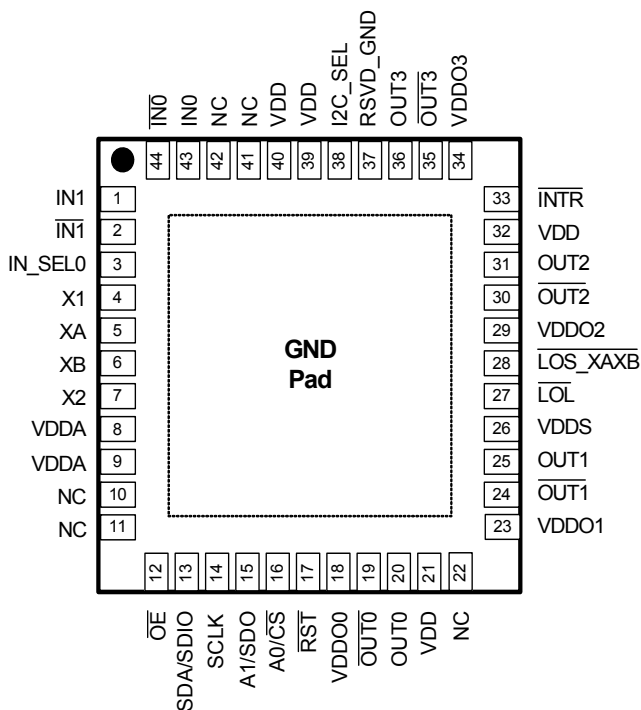 IN0
IN0
NC
NC
VDD
VDD
I2C_SEL
RSVD_GND
OUT3
OUT3
VDDO3
44
43
42
41
40
39
38
37
36
35
34
IN1 1
IN1 2
IN_SEL0 3
X1 4
XA 5
XB 6
X2 7
VDDA 8
VDDA 9
NC 10
NC 11
GND
Pad
33 INTR
32 VDD
31 OUT2
30 OUT2
29 VDDO2
28 LOS_XAXB
27 LOL
26 VDDS
25 OUT1
24 OUT1
23 VDDO1
12
13
14
15
16
17
18
19
20
21
22
OE
SDA/SDIO
SCLK
A1/SDO
A0/CS
RST
VDDO0
OUT0
OUT0
VDD
NC